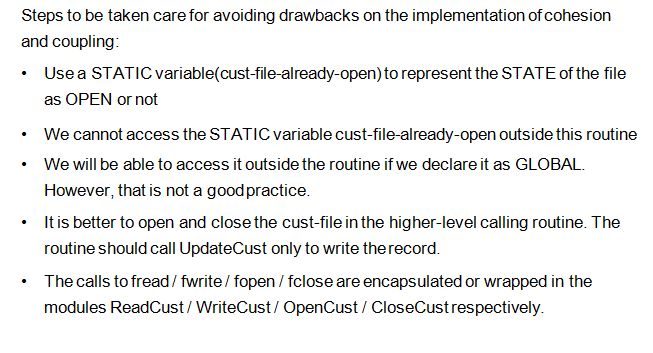 Steps to be taken care for avoiding drawbacks on the implementation of cohesion
and coupling:
• Use a STATIC variable(cust-file-already-open) to represent the STATE of the file
as OPEN or not
• We cannot access the STATIC variable cust-file-already-open outside this routine
• We will be able to access it outside the routine if we declare it as GLOBAL.
However, that is not a good practice.
• It is better to open and close the cust-file in the higher-level calling routine. The
routine should call UpdateCust only to write the record.
• The calls to fread / fwrite / fopen / fclose are encapsulated or wrapped in the
modules ReadCust / WriteCust / OpenCust / CloseCust respectively.